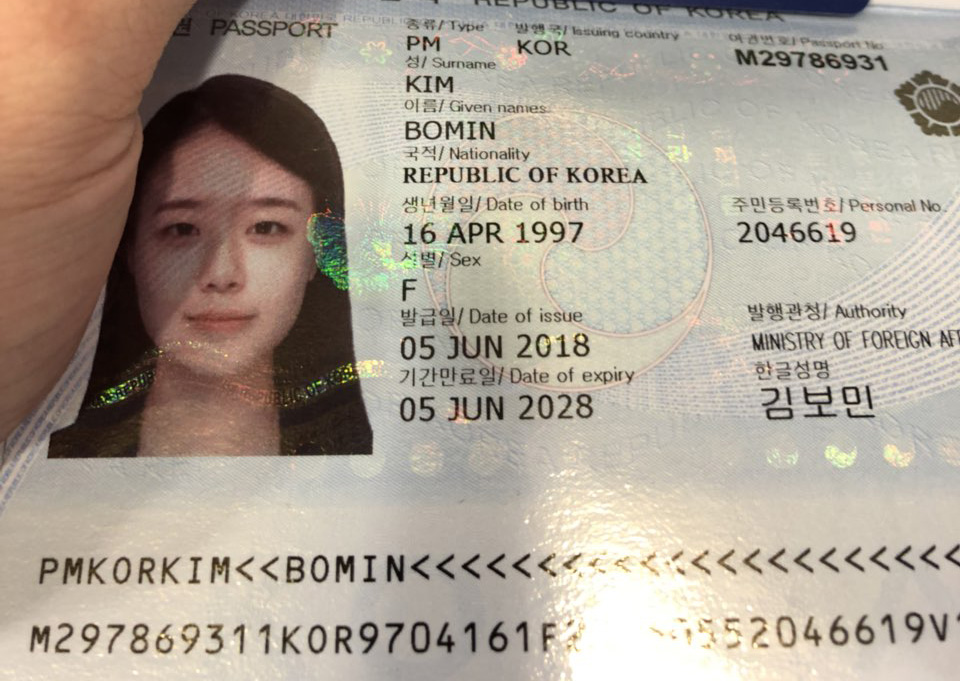 REPUBLIC OF KOREA
PASSPORT
종류/Type 발행국/Issuing country 여권번호/Passport No.
PM KOR M29786931
성/ Surname
KIM
이름/ Given names
BOMIN
국적/ Nationality
REPUBLIC OF KOREA
생년월일/ Date of birth 주민등록번호/ Personal No.
16 APR 1997 2046619
성별/ Sex
F
발급일/ Date of issue 발행관청/ Authority
05 JUN 2018 MINISTRY OF FOREIGN
기간만료일/ Date of expiry 한글성명
05 JUN 2028 김보민
PMKORKIM<<BOMIN<<<<<<<<<<<<<<<<<<<<<<<<
M297869311KOR9704161F 52046619V